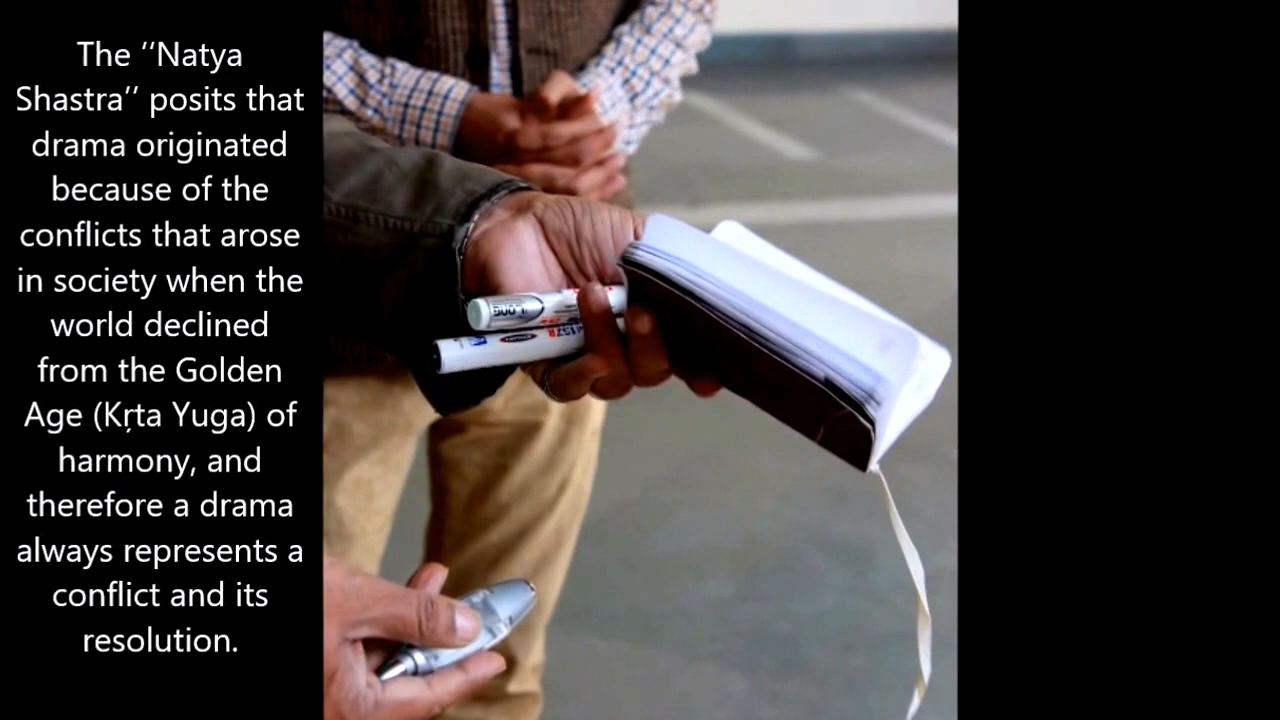 The ‘‘Natya
Shastra’’ posits that
drama originated
because of the
conflicts that arose
in society when the
world declined
from the Golden
Age (Kṛta Yuga) of
harmony, and
therefore a drama
always represents a
conflict and its
resolution.